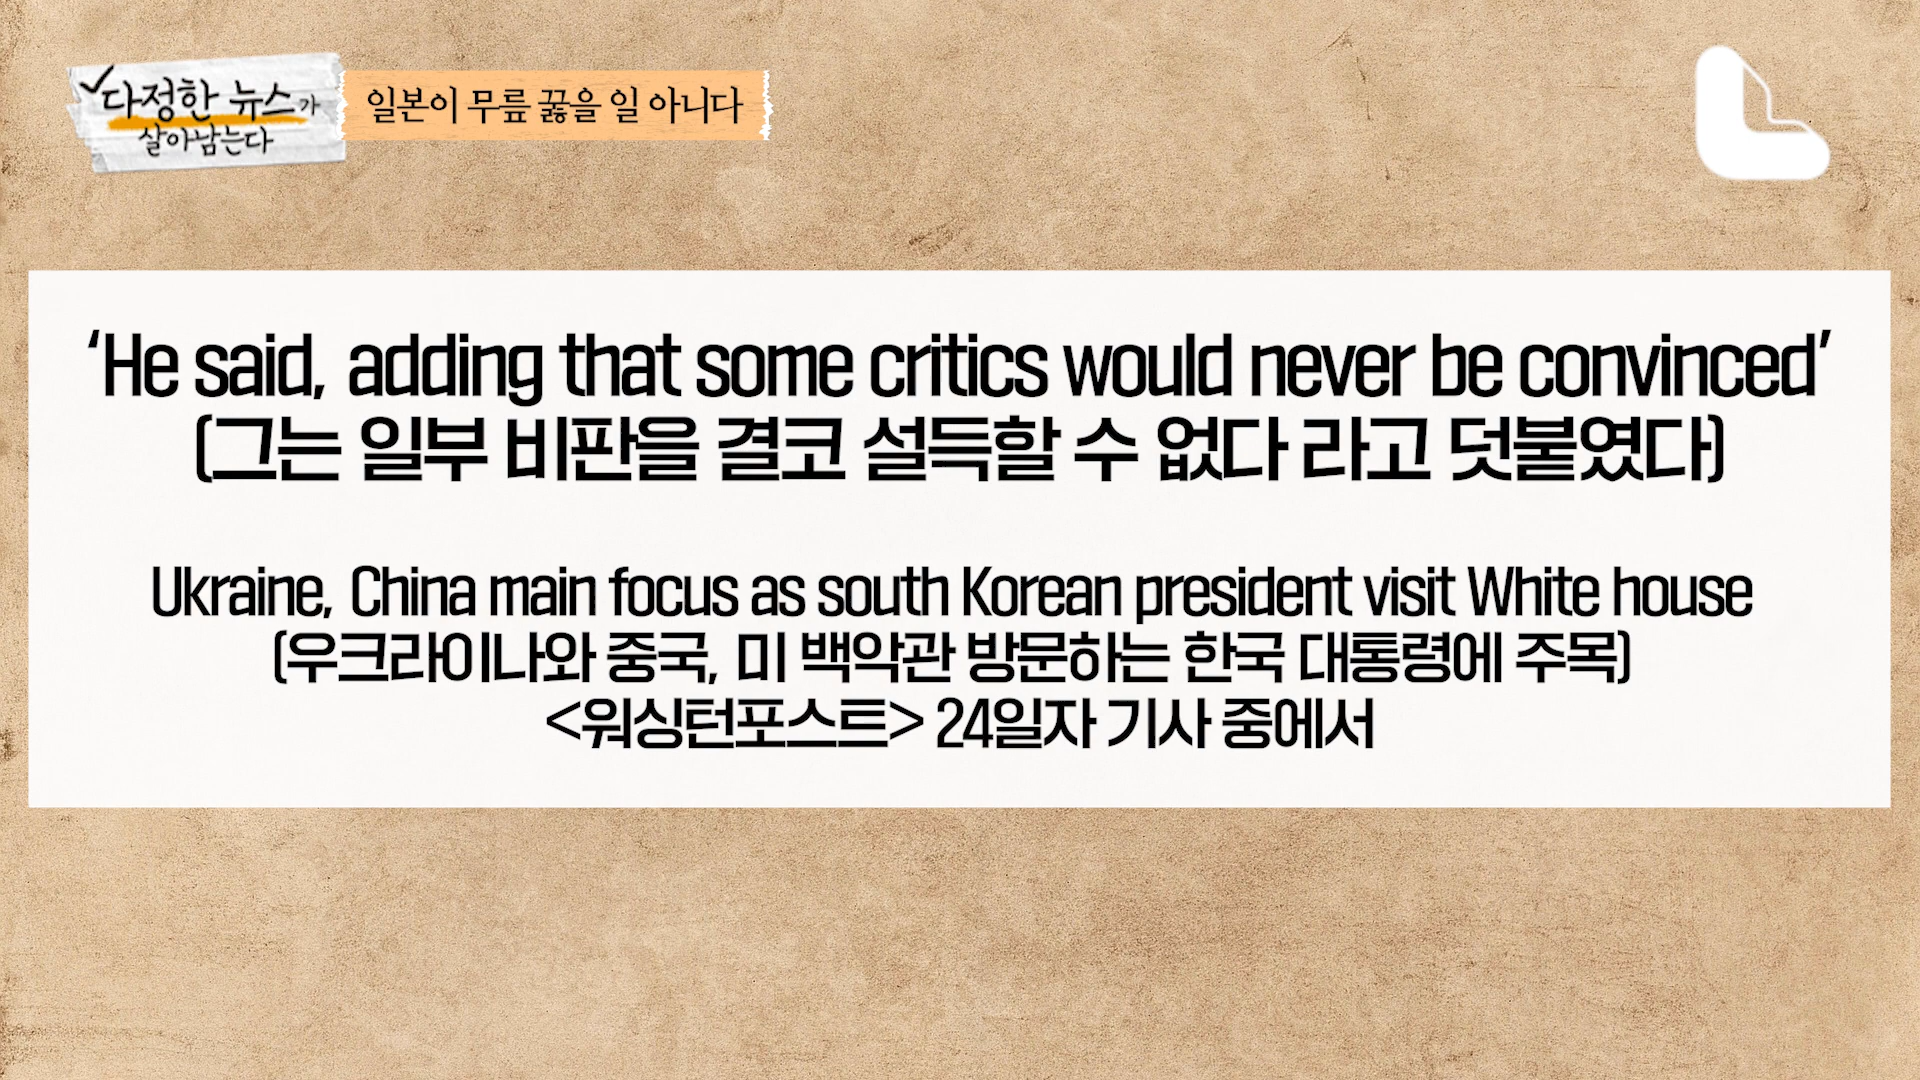 다정한 뉴스가
살아남는다
일본이 무릎 꿇을 일 아니다
‘He said, adding that some critics would never be convinced’
(그는 일부 비판을 결코 설득할 수 없다 라고 덧붙였다)
Ukraine, China main focus as south Korean president visit White house
(우크라이나와 중국, 미 백악관 방문하는 한국 대통령에 주목)
<워싱턴포스트> 24일자 기사 중에서